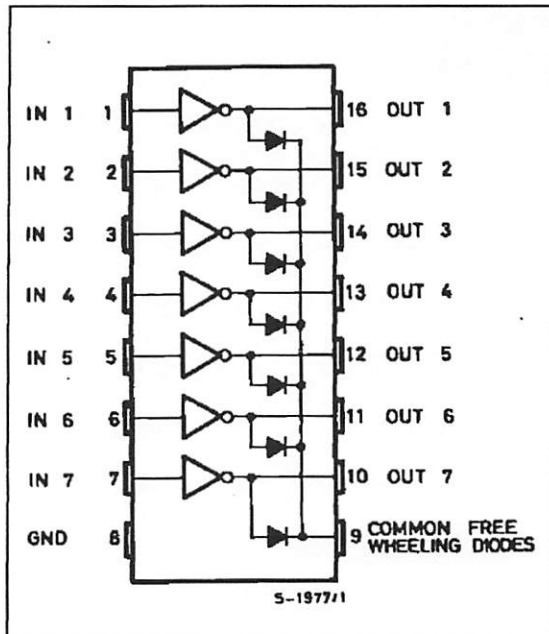 IN 1 1 16 OUT 1
IN 2 2 15 OUT 2
IN 3 3 14 OUT 3
IN 4 4 13 OUT 4
IN 5 5 12 OUT 5
IN 6 6 11 OUT 6
IN 7 7 10 OUT 7
GND 8 9 COMMON FREE
WHEELING DIODES
S-1977/1